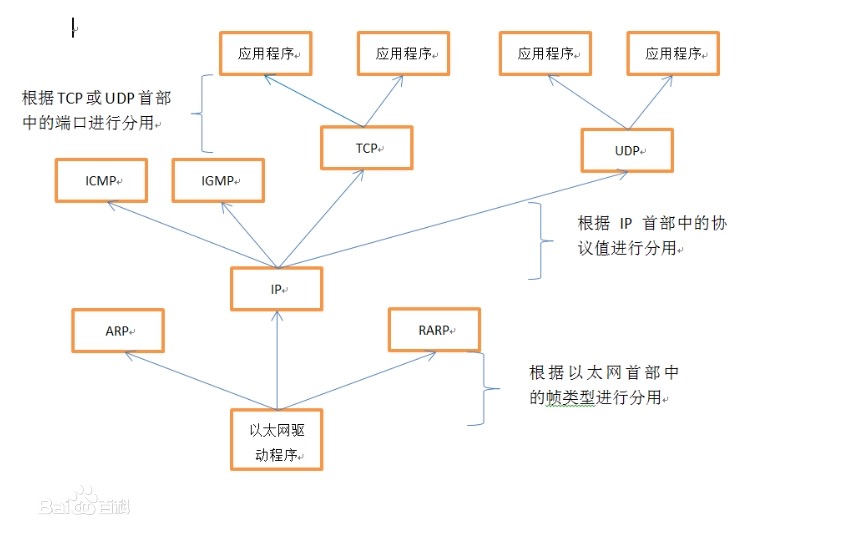 应用程序
应用程序
应用程序
应用程序
根据TCP或UDP首部
中的端口进行分用
TCP
UDP
ICMP
IGMP
根据 IP 首部中的协
议值进行分用
IP
ARP
RARP
根据以太网首部中
的帧类型进行分用
以太网驱
动程序
Bai百科